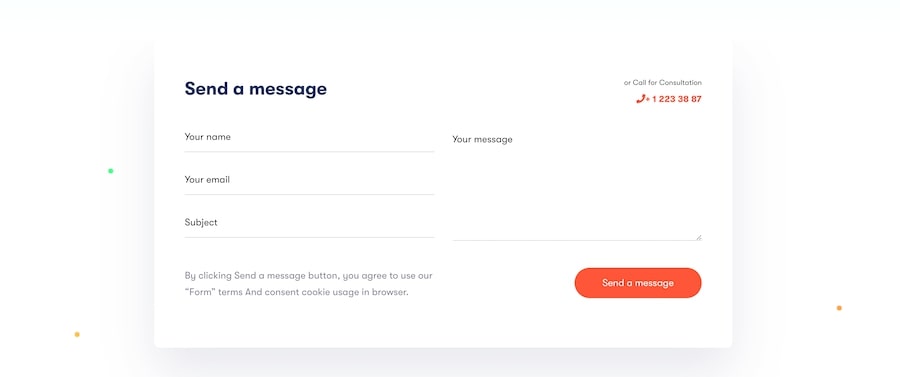 Send a message
or Call for Consultation
+ 1 223 38 87
Your name
Your email
Subject
Your message
By clicking Send a message button, you agree to use our
“Form” terms And consent cookie usage in browser.
Send a message